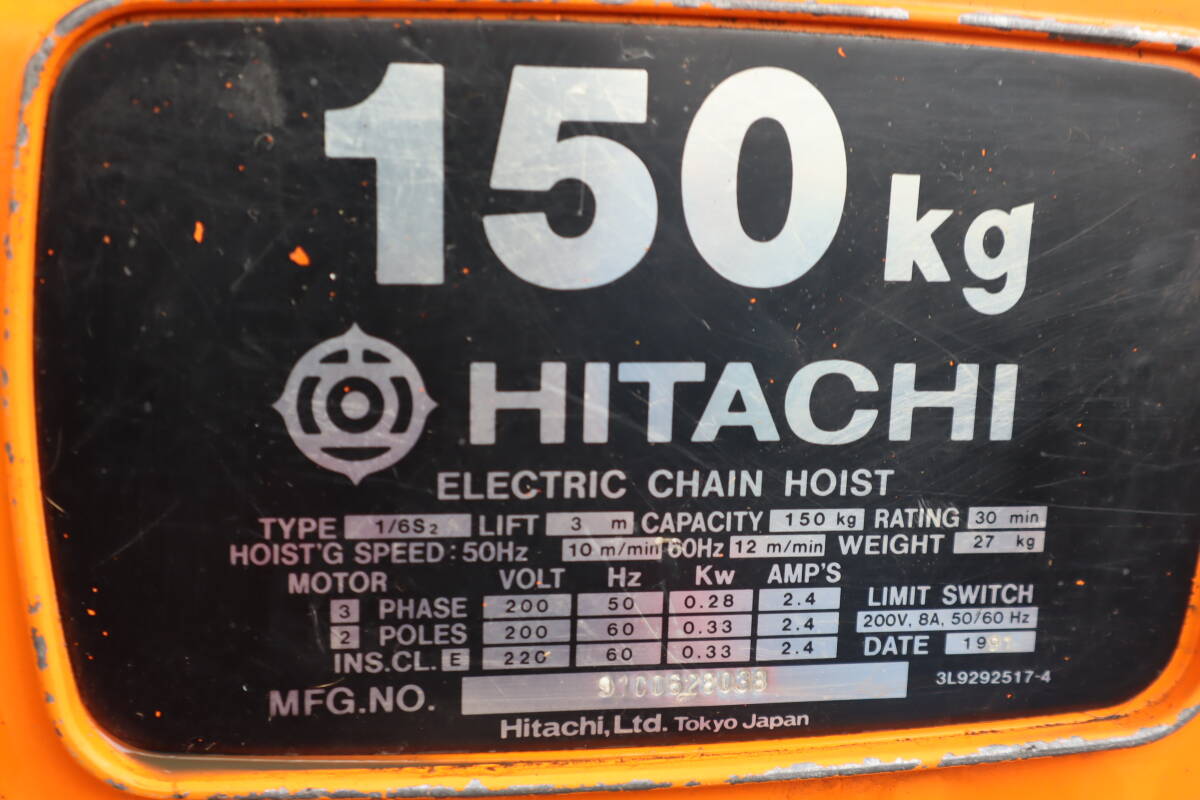 150 kg
HITACHI
ELECTRIC CHAIN HOIST
TYPE 1/6S₂ LIFT 3 m CAPACITY 150 kg RATING 30 min
HOIST'G SPEED: 50Hz 10 m/min 60Hz 12 m/min WEIGHT 27 kg
MOTOR VOLT Hz Kw AMP'S
3 PHASE 200 50 0.28 2.4 LIMIT SWITCH
2 POLES 200 60 0.33 2.4 200V, 8A, 50/60 Hz
INS.CL. E 220 60 0.33 2.4 DATE
MFG.NO. 3L9292517-4
Hitachi, Ltd. Tokyo Japan